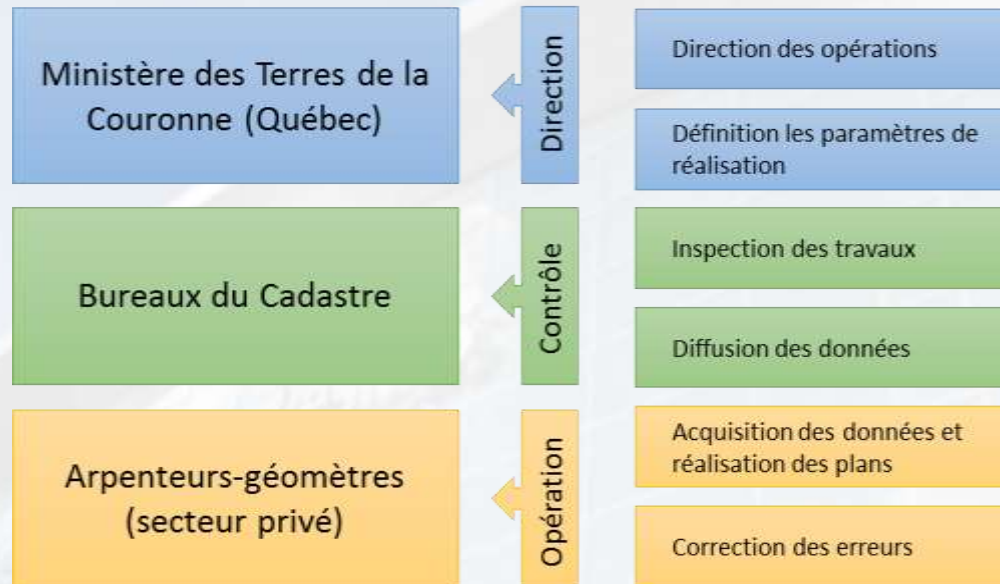 Ministère des Terres de la
Couronne (Québec)
Direction
Direction des opérations
Définition les paramètres de
réalisation
Bureaux du Cadastre
Contrôle
Inspection des travaux
Diffusion des données
Arpenteurs-géomètres
(secteur privé)
Opération
Acquisition des données et
réalisation des plans
Correction des erreurs